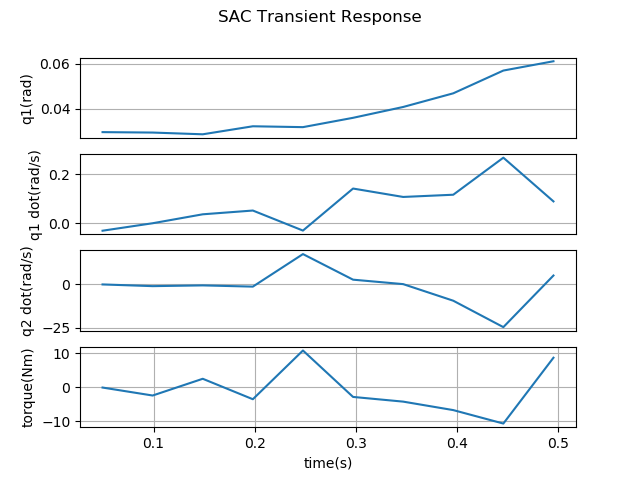 SAC Transient Response
q1(rad)
0.06
0.04
q1 dot(rad/s)
0.2
0.0
q2 dot(rad/s)
0
−25
torque(Nm)
10
0
−10
0.1 0.2 0.3 0.4 0.5
time(s)